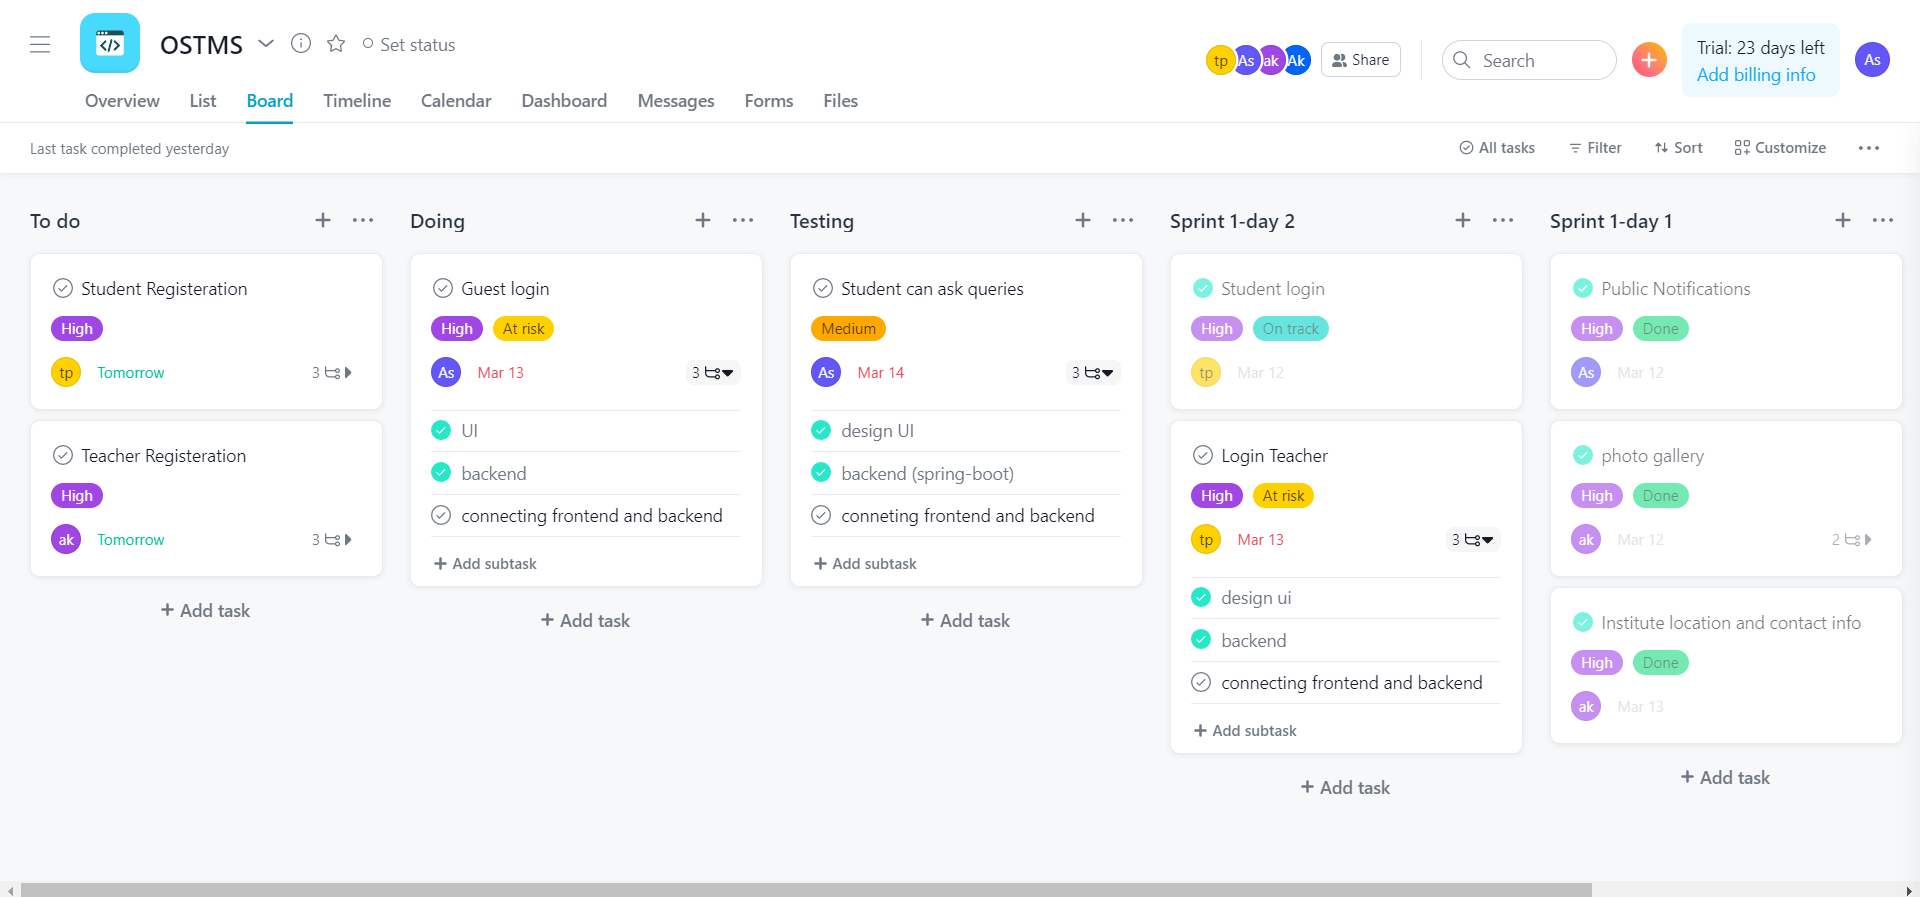 OSTMS
Set status
tp As ak Ak
Share
Search
Trial: 23 days left
Add billing info
As
Overview List Board Timeline Calendar Dashboard Messages Forms Files
Last task completed yesterday
All tasks Filter Sort Customize
To do
Student Registeration
High
tp Tomorrow 3
Teacher Registeration
High
ak Tomorrow 3
+ Add task
Doing
Guest login
High At risk
As Mar 13 3
UI
backend
connecting frontend and backend
+ Add subtask
+ Add task
Testing
Student can ask queries
Medium
As Mar 14 3
design UI
backend (spring-boot)
conneting frontend and backend
+ Add subtask
+ Add task
Sprint 1-day 2
Student login
High On track
tp Mar 12
Login Teacher
High At risk
tp Mar 13 3
design ui
backend
connecting frontend and backend
+ Add subtask
+ Add task
Sprint 1-day 1
Public Notifications
High Done
As Mar 12
photo gallery
High Done
ak Mar 12 2
Institute location and contact info
High Done
ak Mar 13
+ Add task